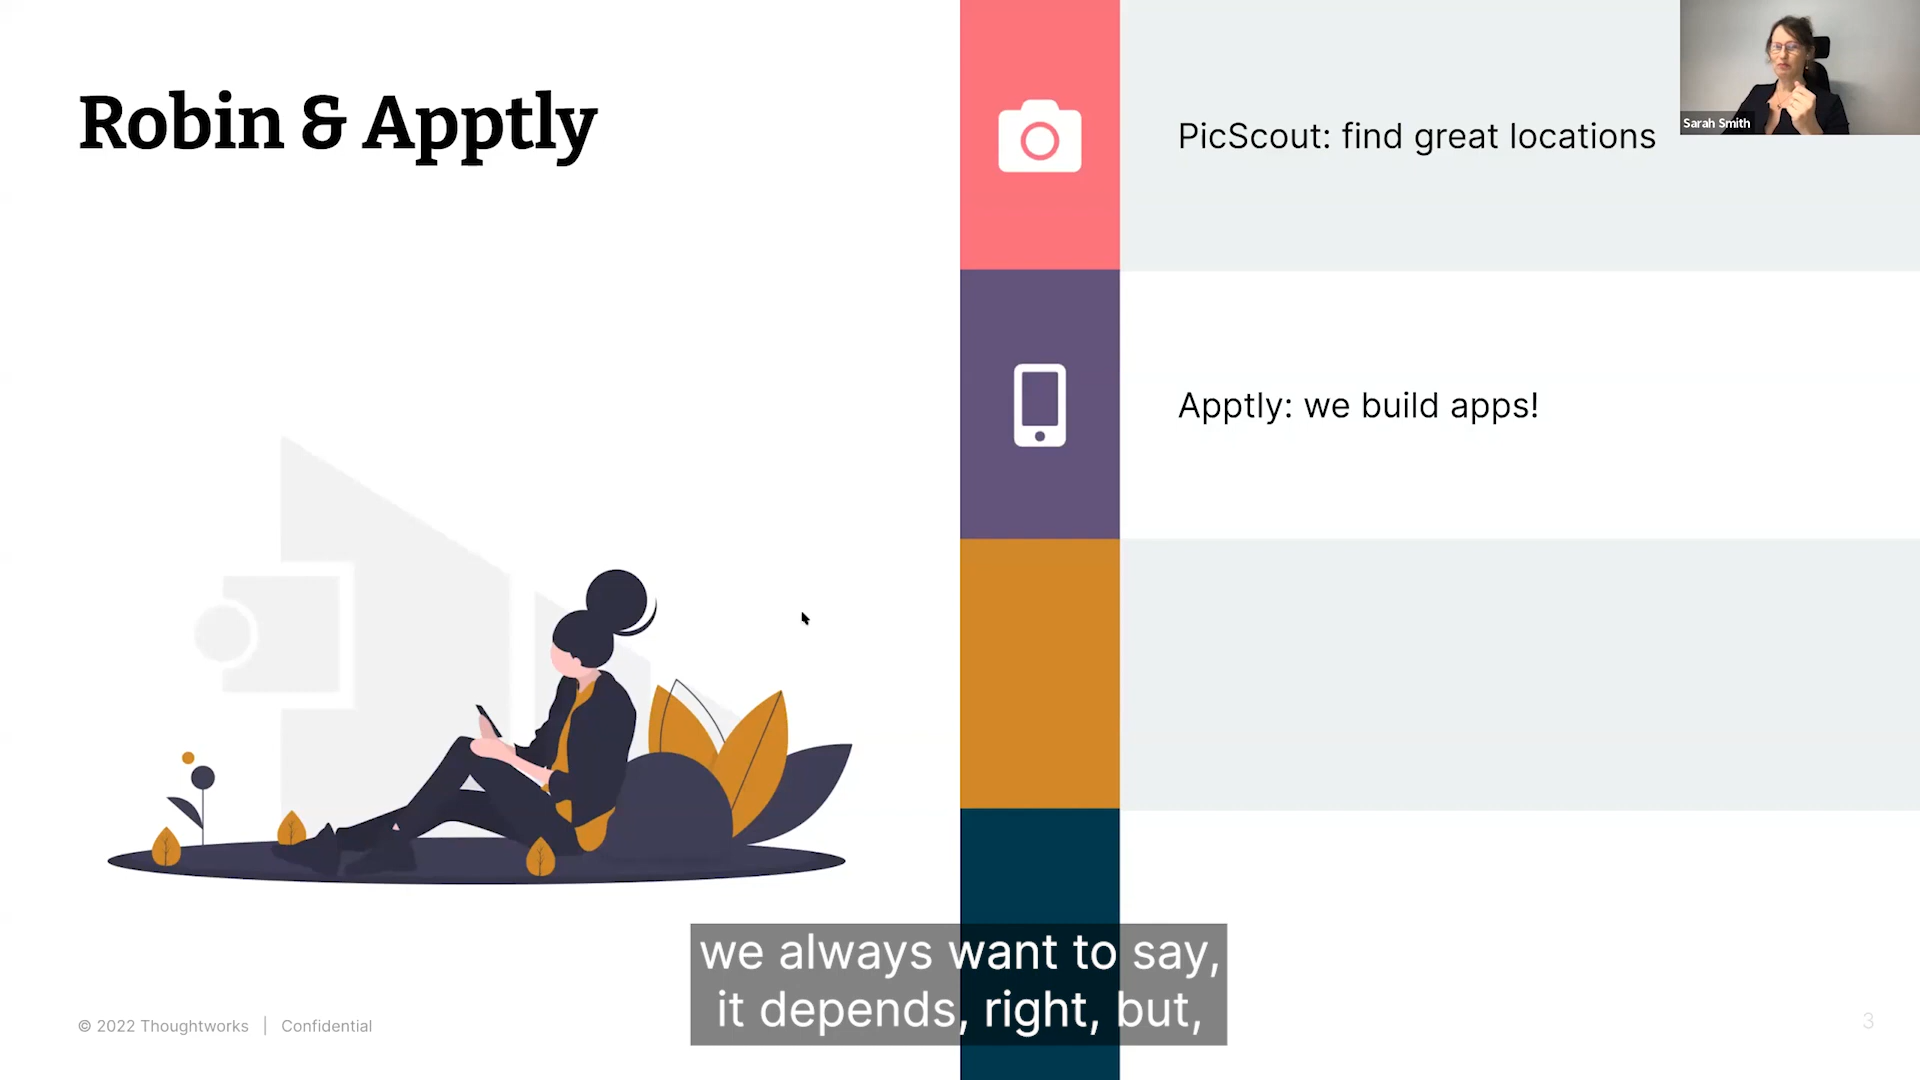 Robin & Apptly
PicScout: find great locations
Sarah Smith
Apptly: we build apps!
we always want to say,
it depends, right, but,
© 2022 Thoughtworks | Confidential
3